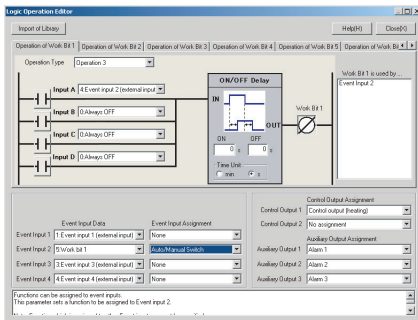 Logic Operation Editor
Import of Library
Help(H)
Close(X)
Operation of Work Bit 1
Operation of Work Bit 2
Operation of Work Bit 3
Operation of Work Bit 4
Operation of Work Bit 5
Operation of Work Bit
Operation Type
Operation 3
ON/OFF Delay
Work Bit 1 is used by ...
Event Input 2
Input A
4:Event input 2 (external input
Input B
0:Always OFF
Input C
0:Always OFF
Input D
0:Always OFF
IN
OUT
Work Bit 1
ON
OFF
0 s
0 s
Time Unit
min
s
Event Input Data
Event Input Assignment
Event Input 1
1:Event input 1 (external input)
None
Event Input 2
5:Work bit 1
Auto/Manual Switch
Event Input 3
3:Event input 3 (external input)
None
Event Input 4
4:Event input 4 (external input)
None
Control Output Assignment
Control Output 1
Control output (heating)
Control Output 2
No assignment
Auxiliary Output Assignment
Auxiliary Output 1
Alarm 1
Auxiliary Output 2
Alarm 2
Auxiliary Output 3
Alarm 3
Functions can be assigned to event inputs.
This parameter sets a function to be assigned to Event input 2.